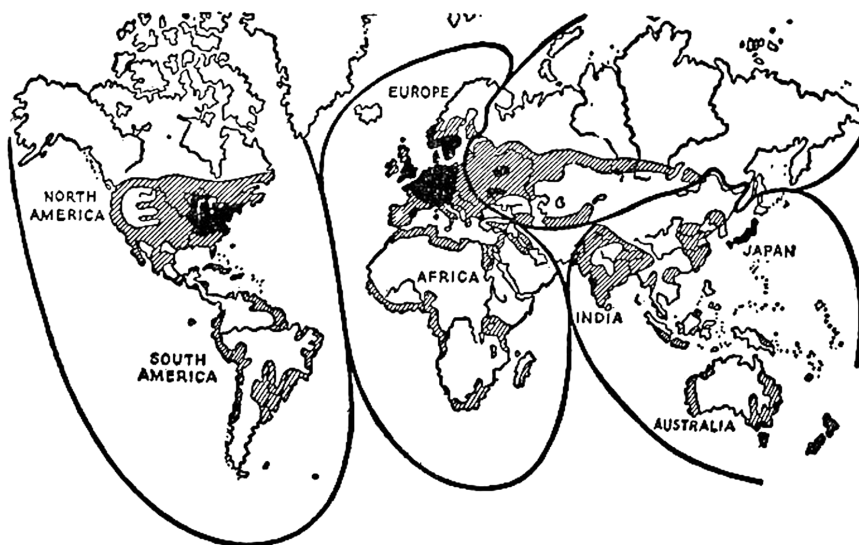 EUROPE
NORTH
AMERICA
AFRICA
JAPAN
INDIA
SOUTH
AMERICA
AUSTRALIA